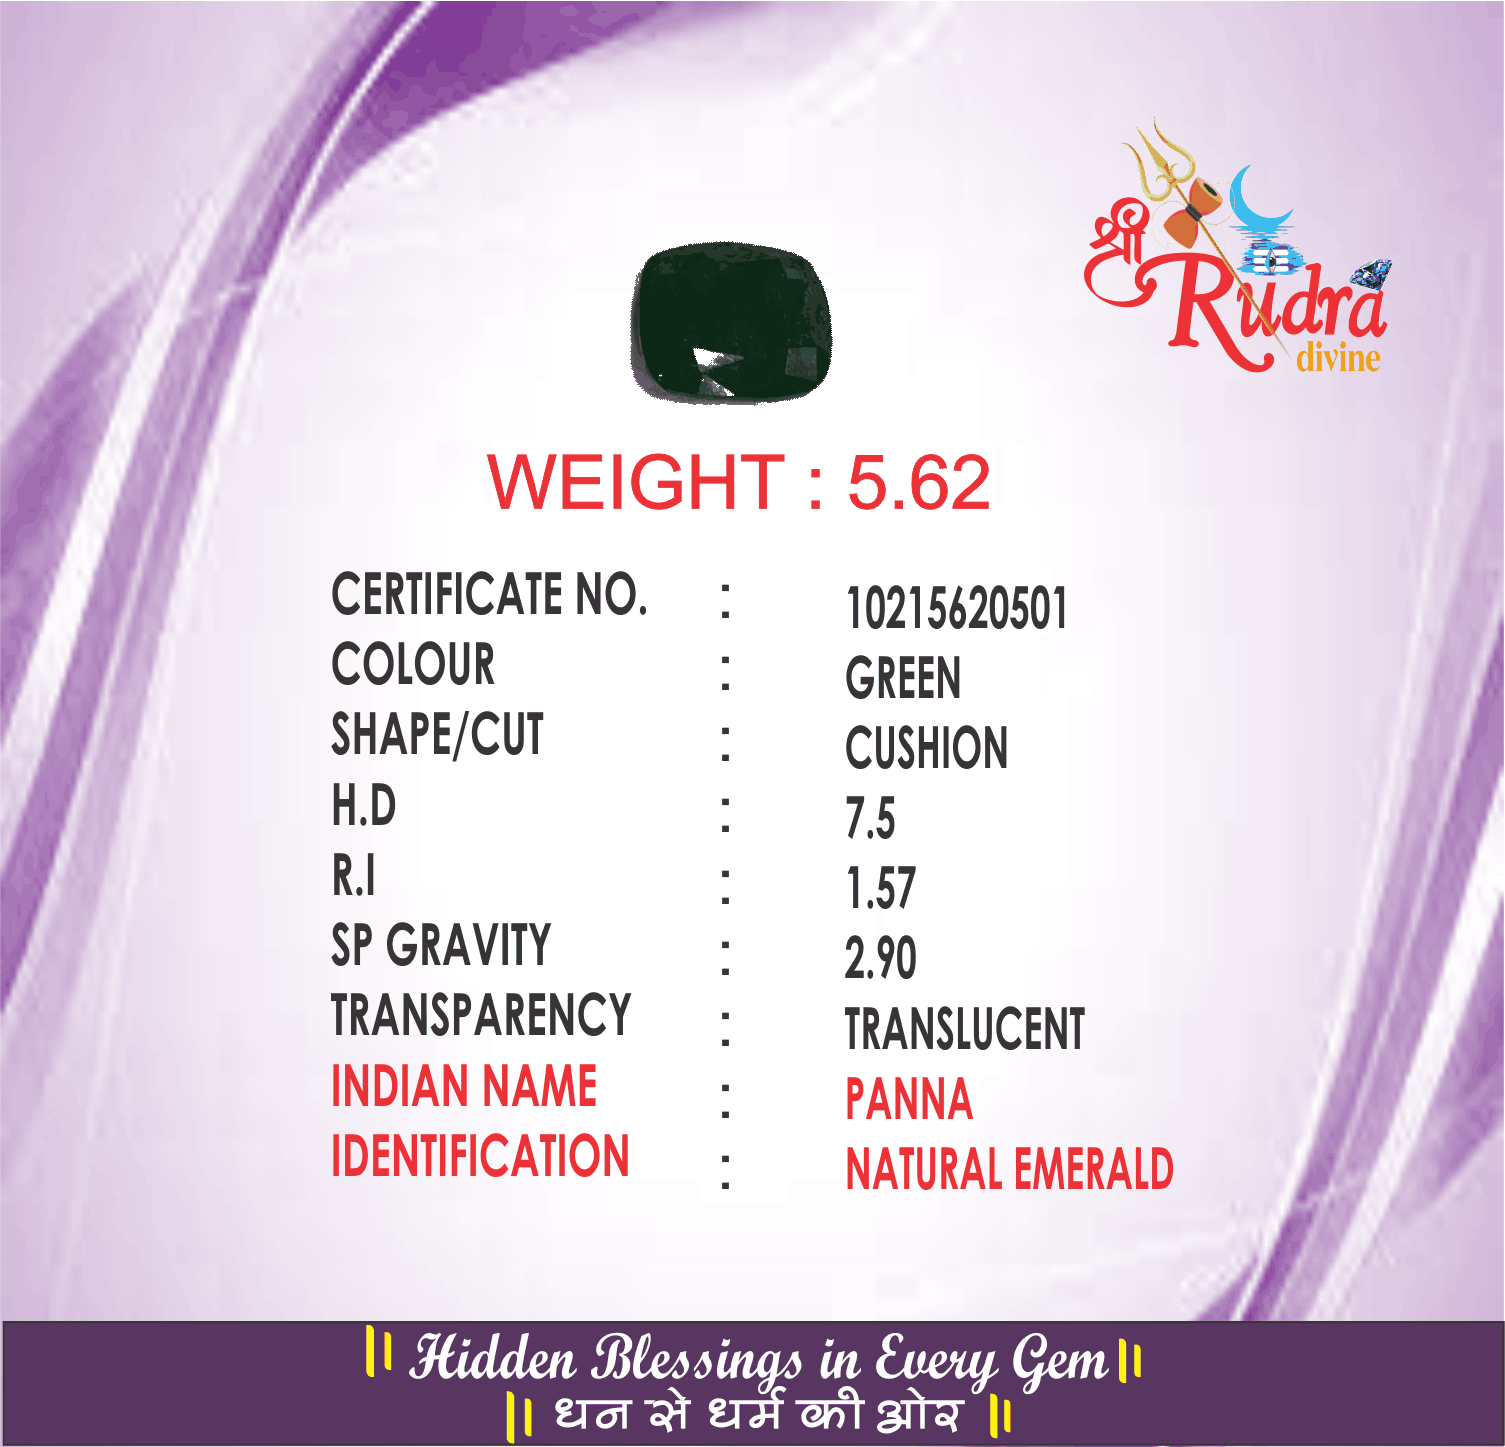 श्री
Rudra
divine
WEIGHT : 5.62
CERTIFICATE NO. : 10215620501
COLOUR : GREEN
SHAPE/CUT : CUSHION
H.D : 7.5
R.I : 1.57
SP GRAVITY : 2.90
TRANSPARENCY : TRANSLUCENT
INDIAN NAME : PANNA
IDENTIFICATION : NATURAL EMERALD
|| Hidden Blessings in Every Gem ||
|| धन से धर्म की ओर ||